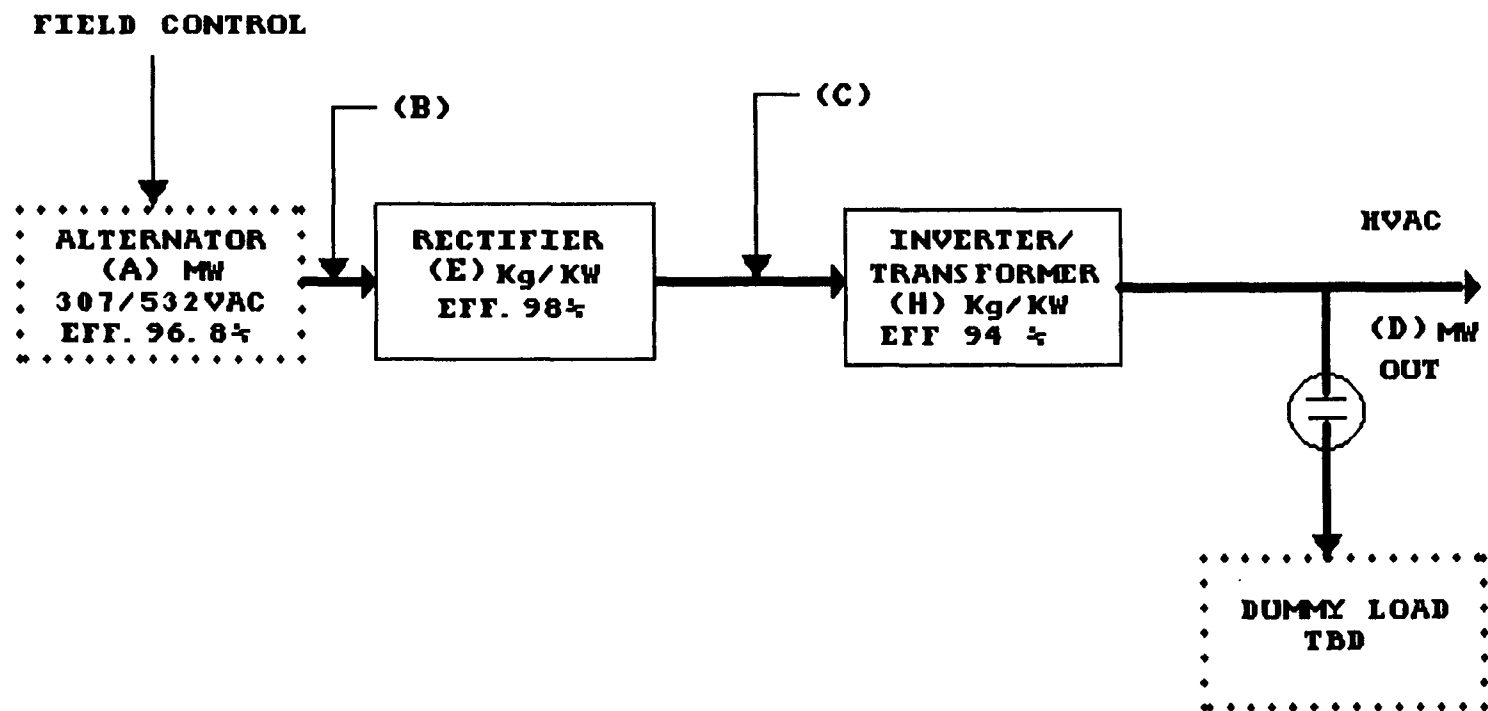 FIELD CONTROL
(B)
(C)
ALTERNATOR
(A) MW
307/532VAC
EFF. 96.8%
RECTIFIER
(E) Kg/KW
EFF. 98%
INVERTER/
TRANSFORMER
(H) Kg/KW
EFF 94 %
HVAC
(D) MW
OUT
DUMMY LOAD
TBD